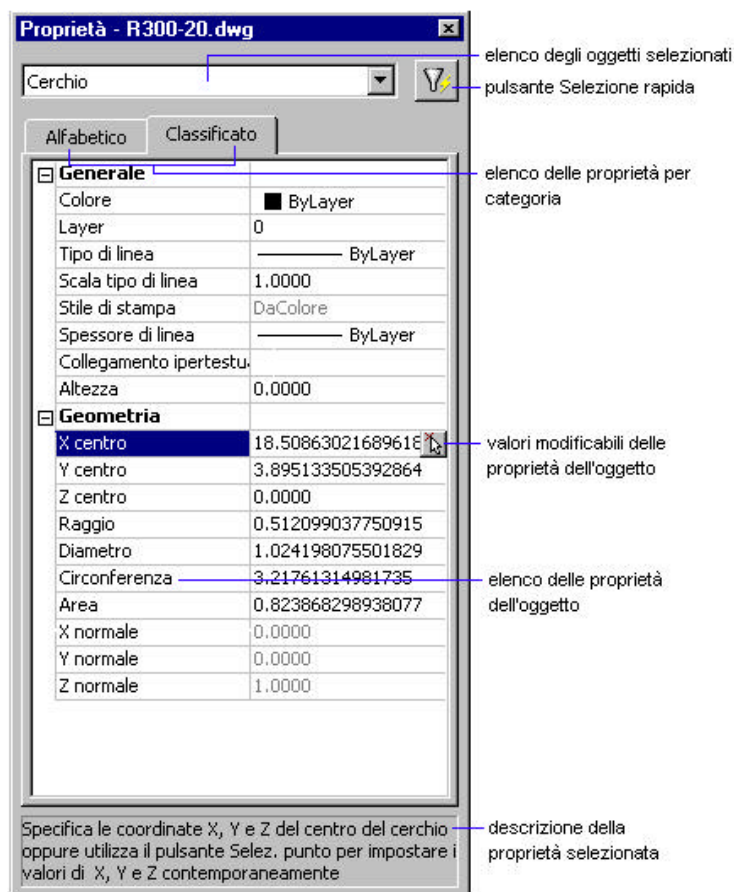 Proprietà - R300-20.dwg
elenco degli oggetti selezionati
Cerchio
pulsante Selezione rapida
Alfabetico
Classificato
elenco delle proprietà per
categoria
Generale
Colore ByLayer
Layer 0
Tipo di linea ByLayer
Scala tipo di linea 1.0000
Stile di stampa DaColore
Spessore di linea ByLayer
Collegamento ipertestu
Altezza 0.0000
Geometria
X centro 18.50863021689618
valori modificabili delle
proprietà dell'oggetto
Y centro 3.895133505392864
Z centro 0.0000
Raggio 0.512099037750915
Diametro 1.024198075501829
Circonferenza 3.21761314981735
elenco delle proprietà
dell'oggetto
Area 0.823868298938077
X normale 0.0000
Y normale 0.0000
Z normale 1.0000
Specifica le coordinate X, Y e Z del centro del cerchio
oppure utilizza il pulsante Selez. punto per impostare i
valori di X, Y e Z contemporaneamente
descrizione della
proprietà selezionata